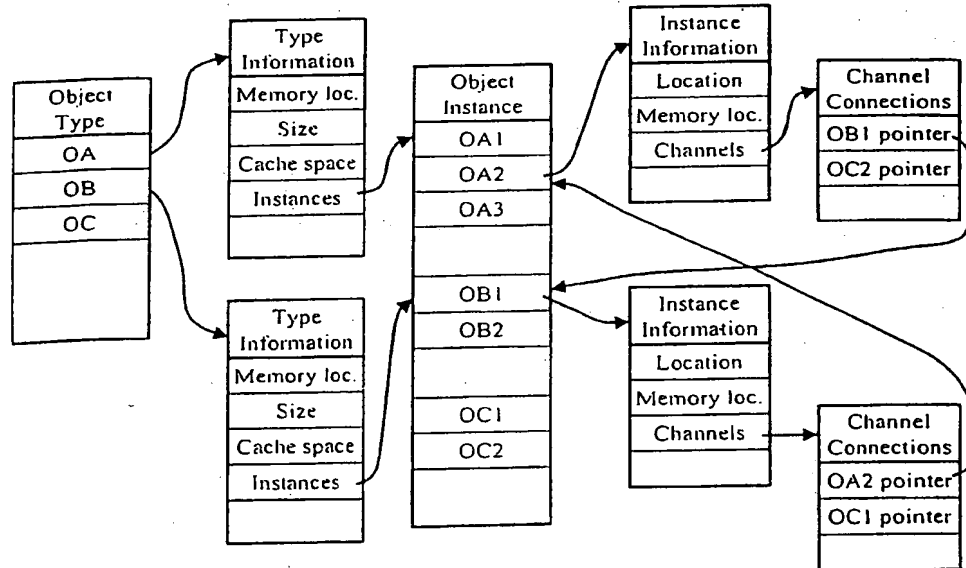 Object
Type
OA
OB
OC
Type
Information
Memory loc.
Size
Cache space
Instances
Type
Information
Memory loc.
Size
Cache space
Instances
Object
Instance
OA1
OA2
OA3
OB1
OB2
OC1
OC2
Instance
Information
Location
Memory loc.
Channels
Channel
Connections
OB1 pointer
OC2 pointer
Instance
Information
Location
Memory loc.
Channels
Channel
Connections
OA2 pointer
OC1 pointer